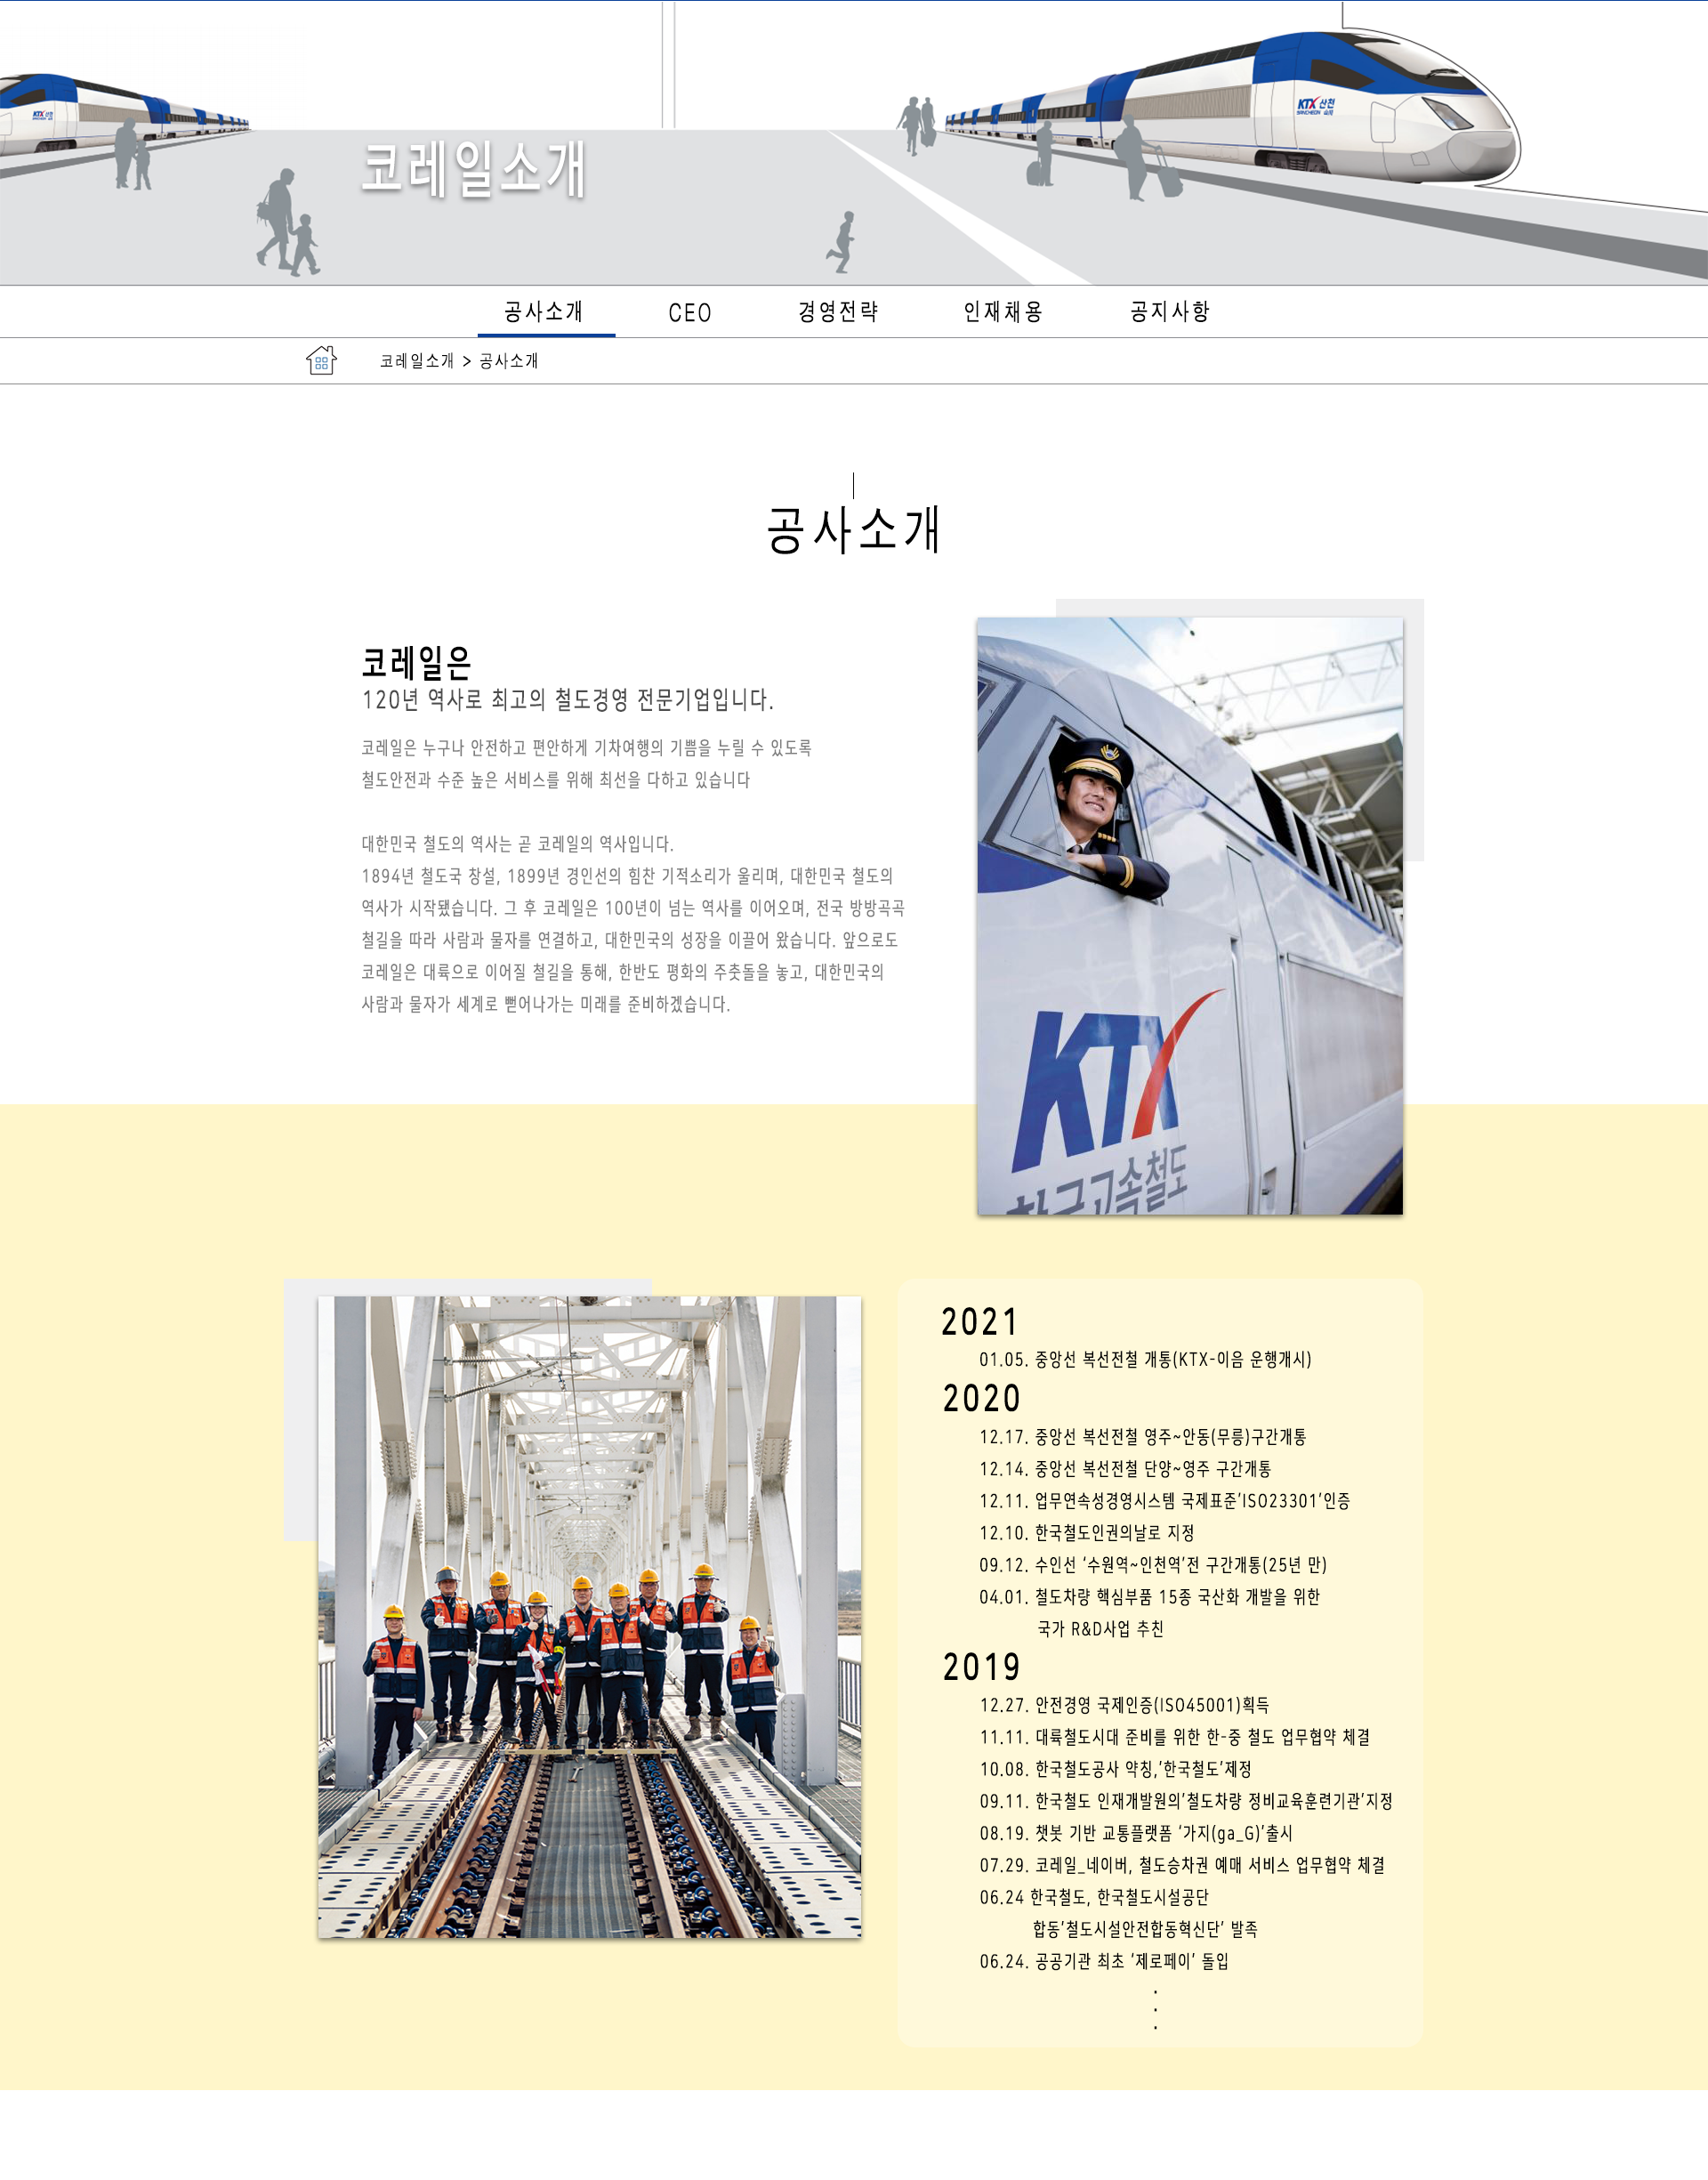 KTX 산천
KTX 산천
SANCHEON
코레일소개
공사소개 CEO 경영전략 인재채용 공지사항
코레일소개 > 공사소개
공사소개
코레일은
120년 역사로 최고의 철도경영 전문기업입니다.
코레일은 누구나 안전하고 편안하게 기차여행의 기쁨을 누릴 수 있도록
철도안전과 수준 높은 서비스를 위해 최선을 다하고 있습니다
대한민국 철도의 역사는 곧 코레일의 역사입니다.
1894년 철도국 창설, 1899년 경인선의 힘찬 기적소리가 울리며, 대한민국 철도의
역사가 시작됐습니다. 그 후 코레일은 100년이 넘는 역사를 이어오며, 전국 방방곡곡
철길을 따라 사람과 물자를 연결하고, 대한민국의 성장을 이끌어 왔습니다. 앞으로도
코레일은 대륙으로 이어질 철길을 통해, 한반도 평화의 주춧돌을 놓고, 대한민국의
사람과 물자가 세계로 뻗어나가는 미래를 준비하겠습니다.
KTX
한국고속철도
2021
01.05. 중앙선 복선전철 개통(KTX-이음 운행개시)
2020
12.17. 중앙선 복선전철 영주~안동(무릉)구간개통
12.14. 중앙선 복선전철 단양~영주 구간개통
12.11. 업무연속성경영시스템 국제표준’ISO23301’인증
12.10. 한국철도인권의날로 지정
09.12. 수인선 ‘수원역~인천역’전 구간개통(25년 만)
04.01. 철도차량 핵심부품 15종 국산화 개발을 위한
국가 R&D사업 추친
2019
12.27. 안전경영 국제인증(ISO45001)획득
11.11. 대륙철도시대 준비를 위한 한-중 철도 업무협약 체결
10.08. 한국철도공사 약칭,’한국철도’제정
09.11. 한국철도 인재개발원의’철도차량 정비교육훈련기관’지정
08.19. 챗봇 기반 교통플랫폼 ‘가지(ga_G)’출시
07.29. 코레일_네이버, 철도승차권 예매 서비스 업무협약 체결
06.24 한국철도, 한국철도시설공단
합동’철도시설안전합동혁신단’ 발족
06.24. 공공기관 최초 ‘제로페이’ 돌입
.
.
.